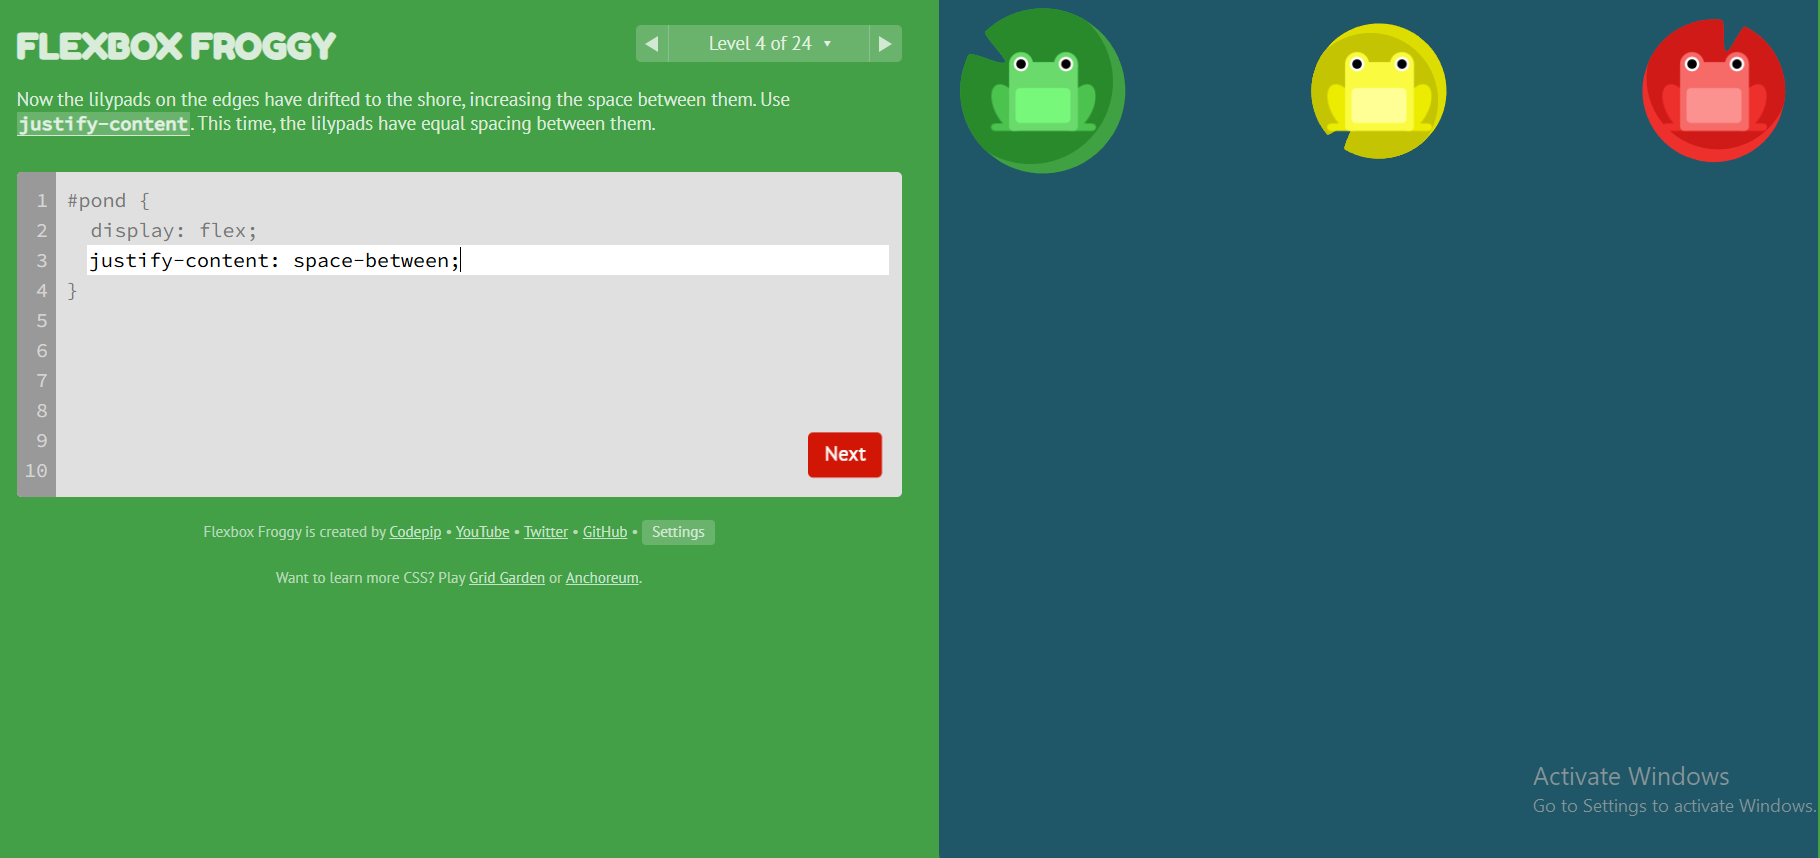 FLEXBOX FROGGY
◀ Level 4 of 24 ▾ ▶
Now the lilypads on the edges have drifted to the shore, increasing the space between them. Use
justify-content. This time, the lilypads have equal spacing between them.
1 #pond {
2 display: flex;
3 justify-content: space-between;
4 }
5
6
7
8
9
10
Next
Flexbox Froggy is created by Codepip • YouTube • Twitter • GitHub • Settings
Want to learn more CSS? Play Grid Garden or Anchoreum.
Activate Windows
Go to Settings to activate Windows.